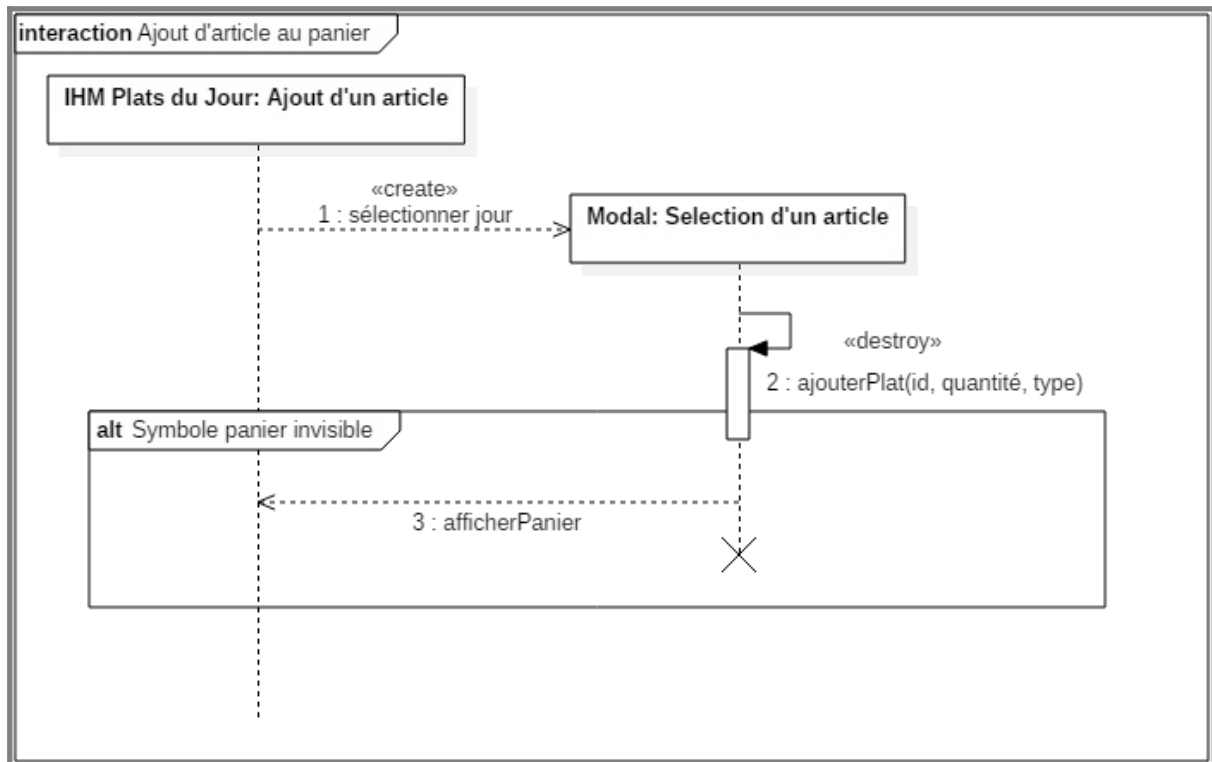 interaction Ajout d'article au panier
IHM Plats du Jour: Ajout d'un article
«create»
1 : sélectionner jour
Modal: Selection d'un article
«destroy»
2 : ajouterPlat(id, quantité, type)
alt Symbole panier invisible
3 : afficherPanier